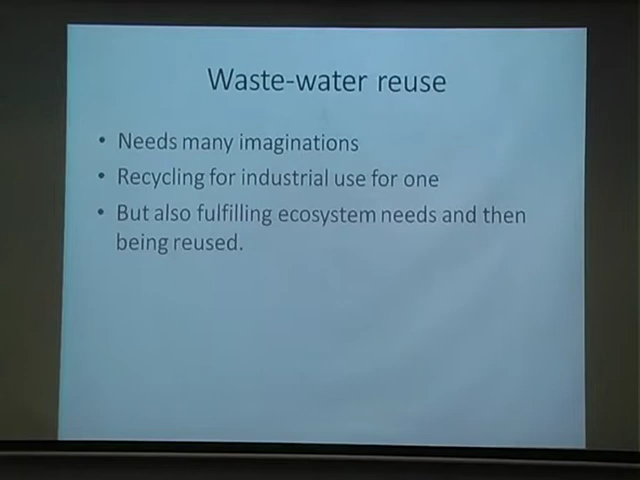 Waste-water reuse
• Needs many imaginations
• Recycling for industrial use for one
• But also fulfilling ecosystem needs and then
being reused.